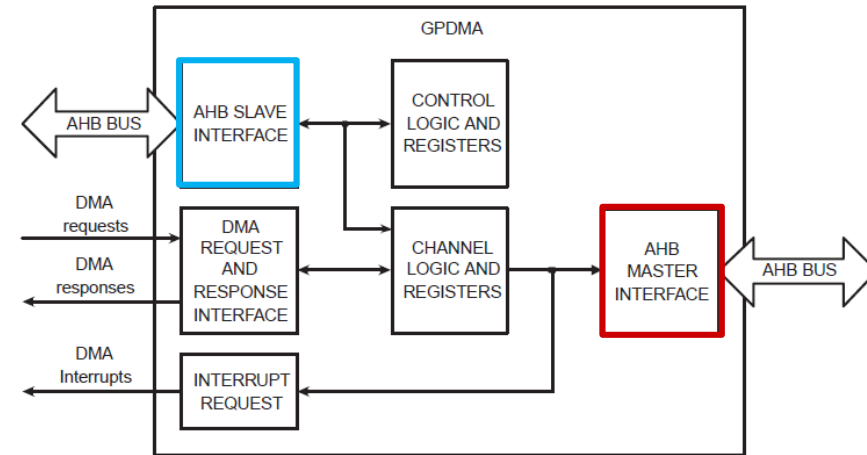 GPDMA
AHB BUS
AHB SLAVE
INTERFACE
CONTROL
LOGIC AND
REGISTERS
DMA
requests
DMA
responses
DMA
REQUEST
AND
RESPONSE
INTERFACE
CHANNEL
LOGIC AND
REGISTERS
AHB
MASTER
INTERFACE
AHB BUS
DMA
Interrupts
INTERRUPT
REQUEST